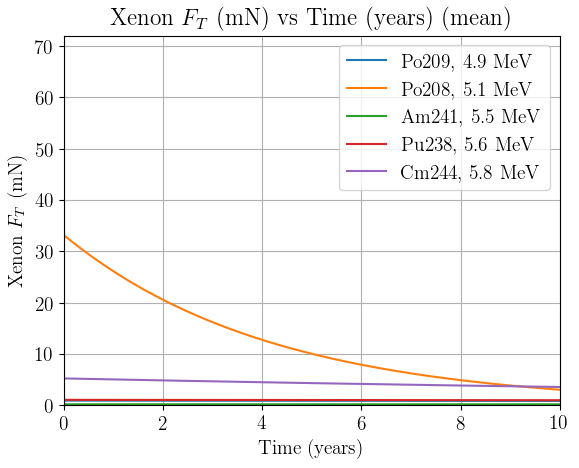 Xenon F_T (mN) vs Time (years) (mean)
Xenon F_T (mN)
70
60
50
40
30
20
10
0
Po209, 4.9 MeV
Po208, 5.1 MeV
Am241, 5.5 MeV
Pu238, 5.6 MeV
Cm244, 5.8 MeV
0 2 4 6 8 10
Time (years)